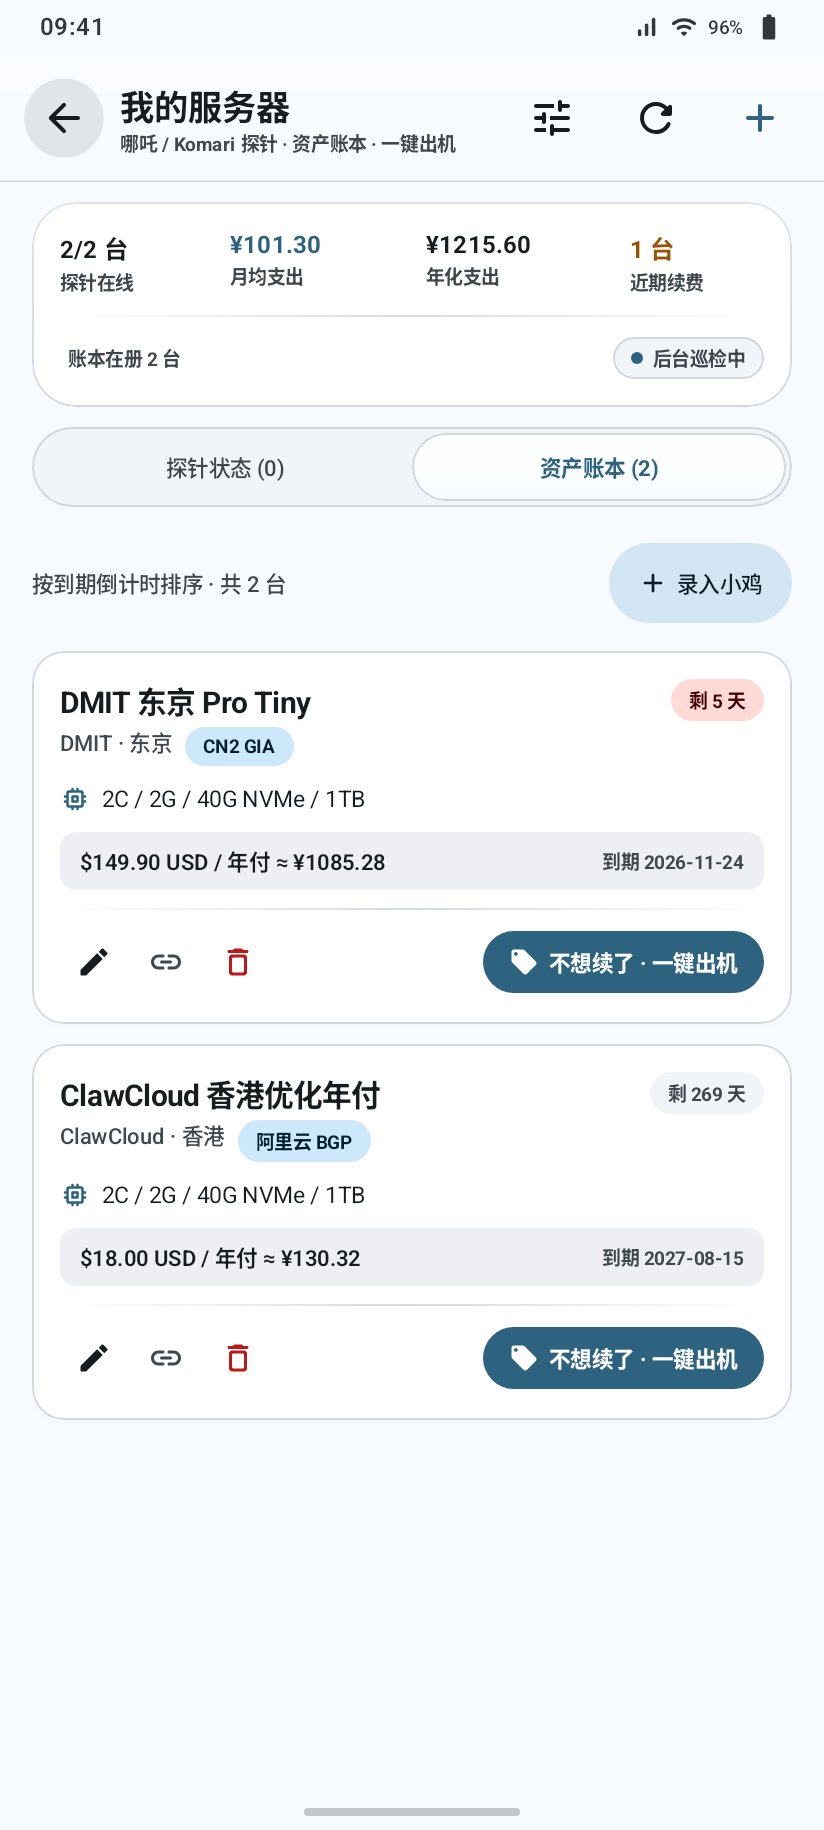 09:41
96%
我的服务器
哪吒 / Komari 探针 · 资产账本 · 一键出机
2/2 台
探针在线
¥101.30
月均支出
¥1215.60
年化支出
1 台
近期续费
账本在册 2 台
后台巡检中
探针状态 (0)
资产账本 (2)
按到期倒计时排序 · 共 2 台
录入小鸡
DMIT 东京 Pro Tiny
剩 5 天
DMIT · 东京
CN2 GIA
2C / 2G / 40G NVMe / 1TB
$149.90 USD / 年付 ≈ ¥1085.28
到期 2026-11-24
不想续了 · 一键出机
ClawCloud 香港优化年付
剩 269 天
ClawCloud · 香港
阿里云 BGP
2C / 2G / 40G NVMe / 1TB
$18.00 USD / 年付 ≈ ¥130.32
到期 2027-08-15
不想续了 · 一键出机